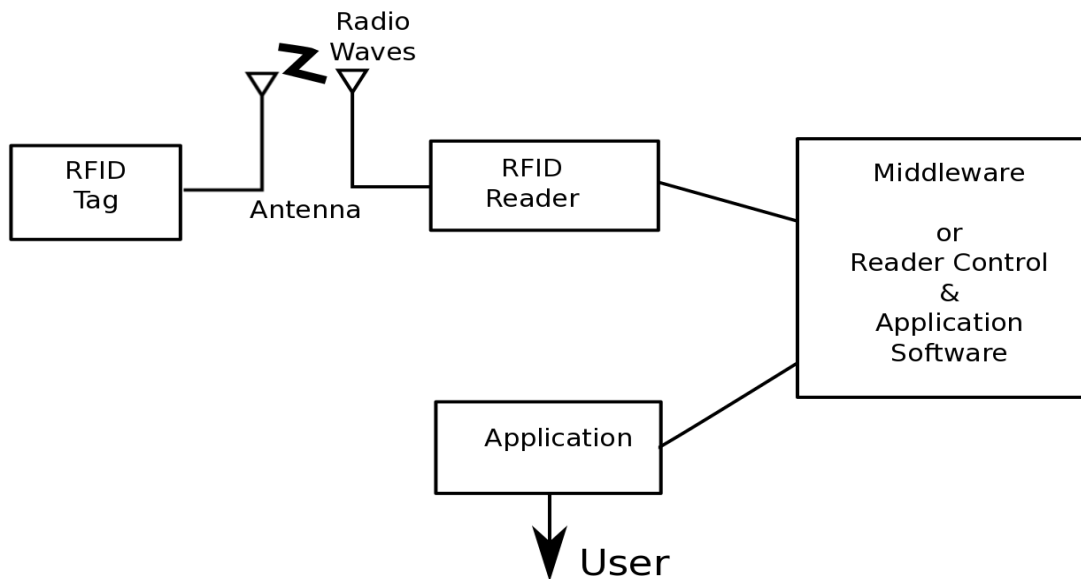 Radio
Waves
RFID
Tag
Antenna
RFID
Reader
Middleware
or
Reader Control
&
Application
Software
Application
User